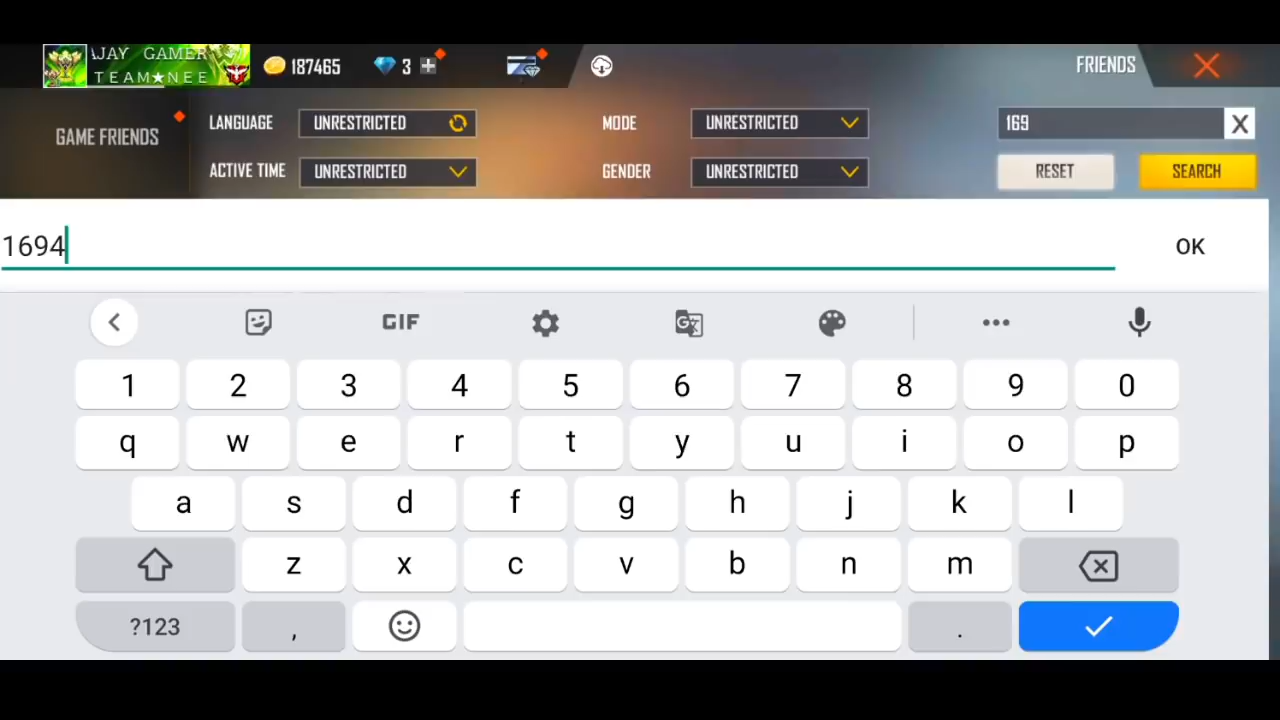 AJAY GAMER
TEAM★NEE
187465
3
FRIENDS
GAME FRIENDS
LANGUAGE
UNRESTRICTED
MODE
UNRESTRICTED
169
X
ACTIVE TIME
UNRESTRICTED
GENDER
UNRESTRICTED
RESET
SEARCH
1694
OK
GIF
1 2 3 4 5 6 7 8 9 0
q w e r t y u i o p
a s d f g h j k l
z x c v b n m
?123 , .